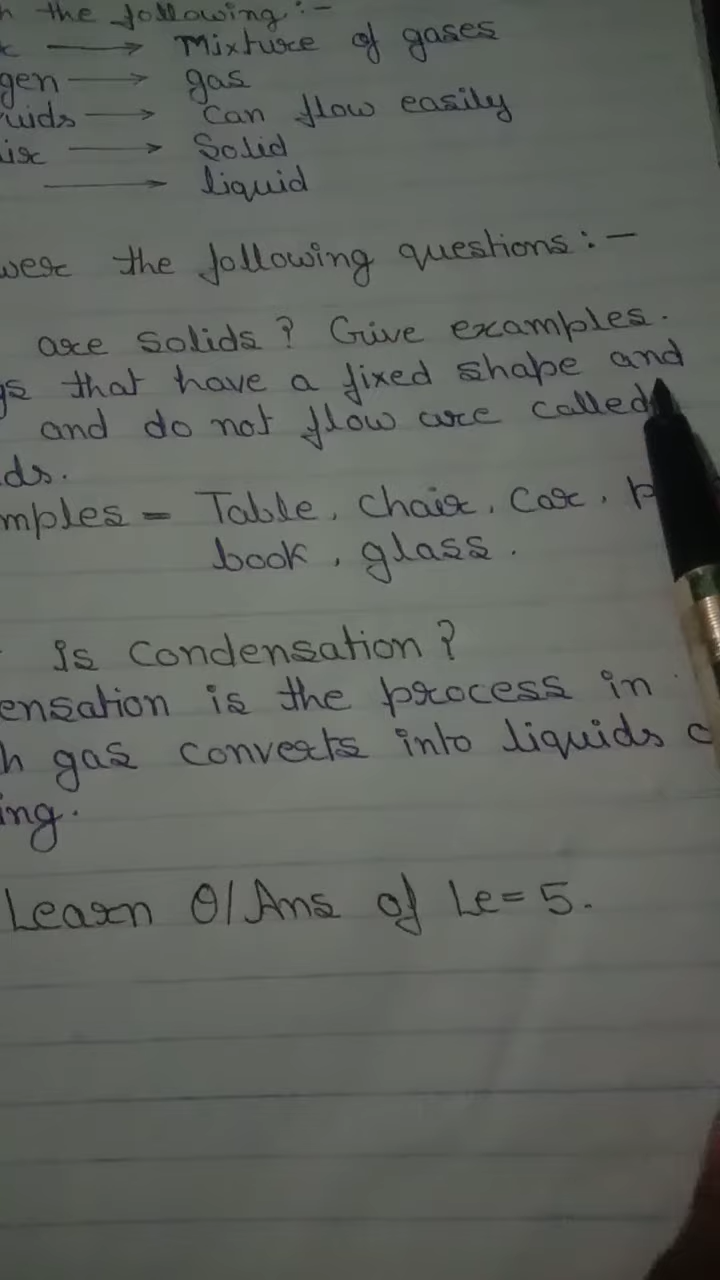 the following :-
→ Mixture of gases
gen → gas
uids → Can flow easily
→ Solid
→ liquid
wer the following questions :-
are solids? Give examples.
gs that have a fixed shape and
and do not flow are called
ds.
mples = Table, chair, Car,
book, glass.
Is Condensation?
ensation is the process in
h gas converts into liquids
ing.
Learn Q/Ans of Le = 5.